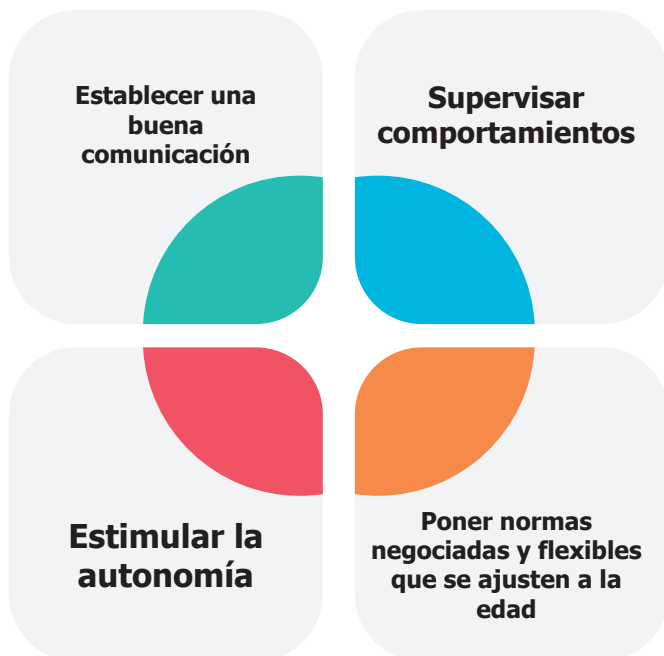 Establecer una
buena
comunicación
Supervisar
comportamientos
Estimular la
autonomía
Poner normas
negociadas y flexibles
que se ajusten a la
edad